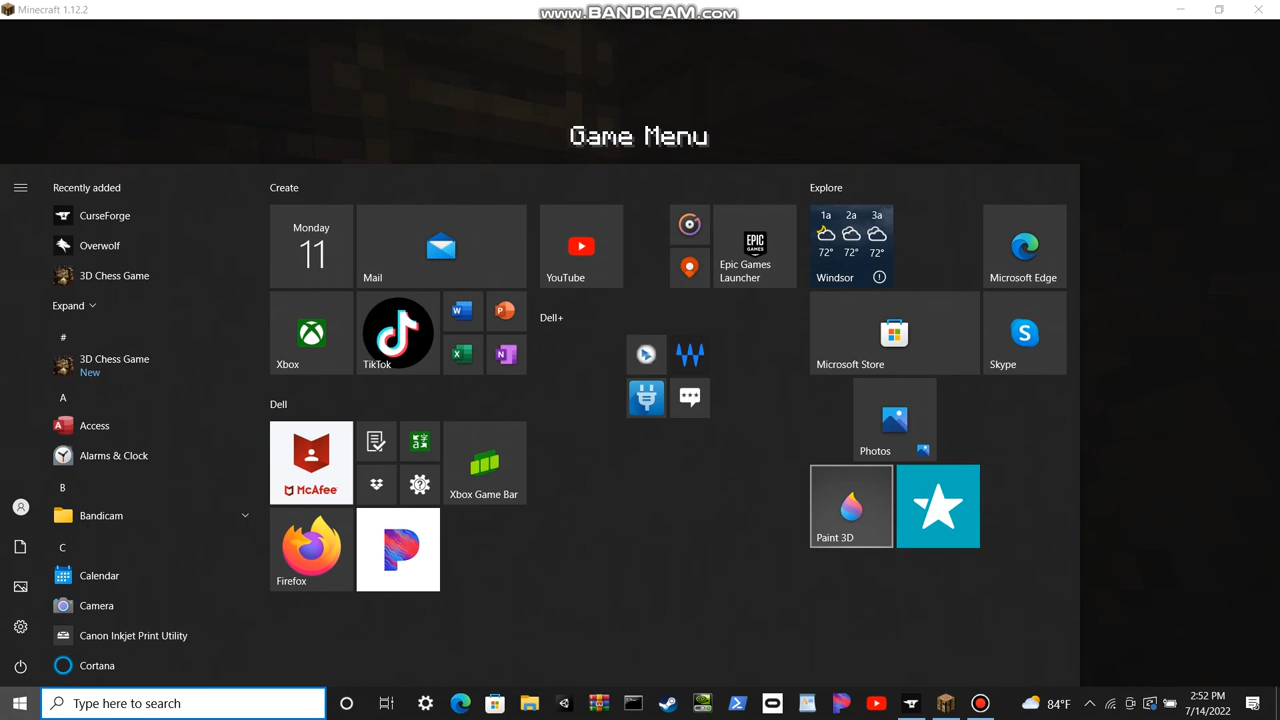 Minecraft 1.12.2
www.BANDICAM.com
Game Menu
Recently added
CurseForge
Overwolf
3D Chess Game
Expand
#
3D Chess Game
New
A
Access
Alarms & Clock
B
Bandicam
C
Calendar
Camera
Canon Inkjet Print Utility
Cortana
Create
Monday
11
Mail
Xbox
TikTok
W
P
X
N
Dell
McAfee
Xbox Game Bar
Firefox
YouTube
EPIC
GAMES
Epic Games
Launcher
Dell+
Explore
1a 2a 3a
72° 72° 72°
Windsor
Microsoft Edge
Microsoft Store
S
Skype
Photos
Paint 3D
Type here to search
84°F
2:52 PM
7/14/2022